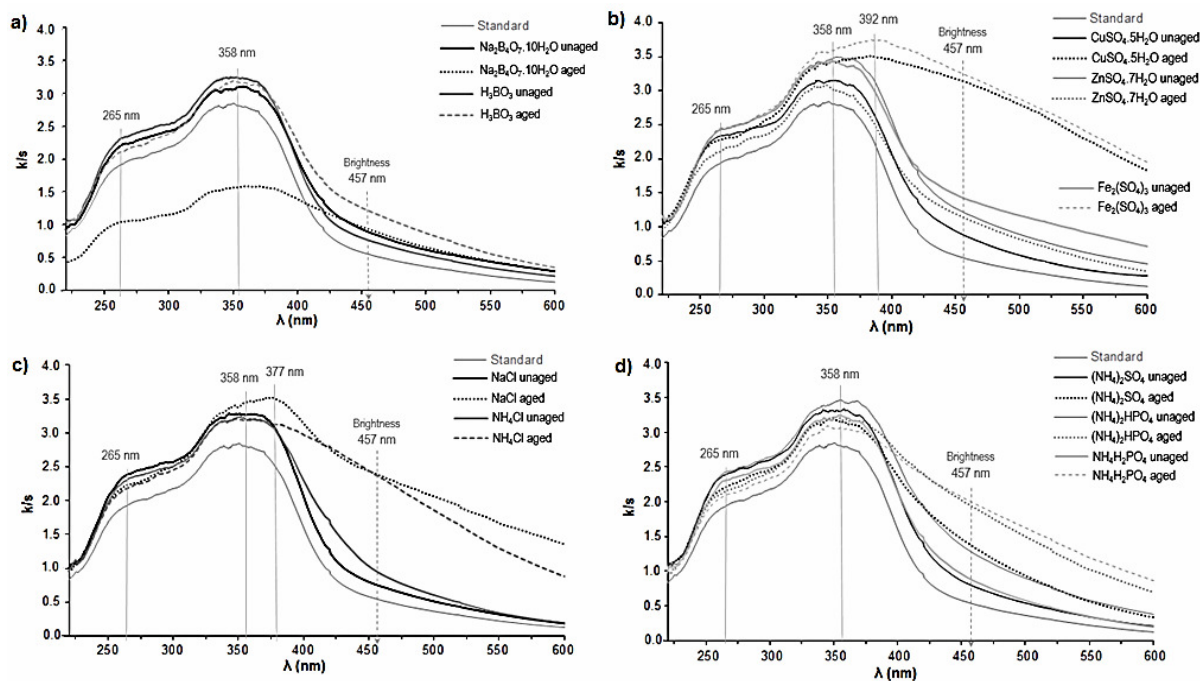 a)
Standard
Na₂B₄O₇.10H₂O unaged
Na₂B₄O₇.10H₂O aged
H₃BO₃ unaged
H₃BO₃ aged
358 nm
265 nm
Brightness
457 nm
k/s
4.0
3.5
3.0
2.5
2.0
1.5
1.0
0.5
0.0
250 300 350 400 450 500 550 600
λ (nm)
b)
Standard
CuSO₄.5H₂O unaged
CuSO₄.5H₂O aged
ZnSO₄.7H₂O unaged
ZnSO₄.7H₂O aged
Fe₂(SO₄)₃ unaged
Fe₂(SO₄)₃ aged
358 nm
392 nm
265 nm
Brightness
457 nm
k/s
4.0
3.5
3.0
2.5
2.0
1.5
1.0
0.5
0.0
250 300 350 400 450 500 550 600
λ (nm)
c)
Standard
NaCl unaged
NaCl aged
NH₄Cl unaged
NH₄Cl aged
358 nm
377 nm
265 nm
Brightness
457 nm
k/s
4.0
3.5
3.0
2.5
2.0
1.5
1.0
0.5
0.0
250 300 350 400 450 500 550 600
λ (nm)
d)
Standard
(NH₄)₂SO₄ unaged
(NH₄)₂SO₄ aged
(NH₄)₂HPO₄ unaged
(NH₄)₂HPO₄ aged
NH₄H₂PO₄ unaged
NH₄H₂PO₄ aged
358 nm
265 nm
Brightness
457 nm
k/s
4.0
3.5
3.0
2.5
2.0
1.5
1.0
0.5
0.0
250 300 350 400 450 500 550 600
λ (nm)